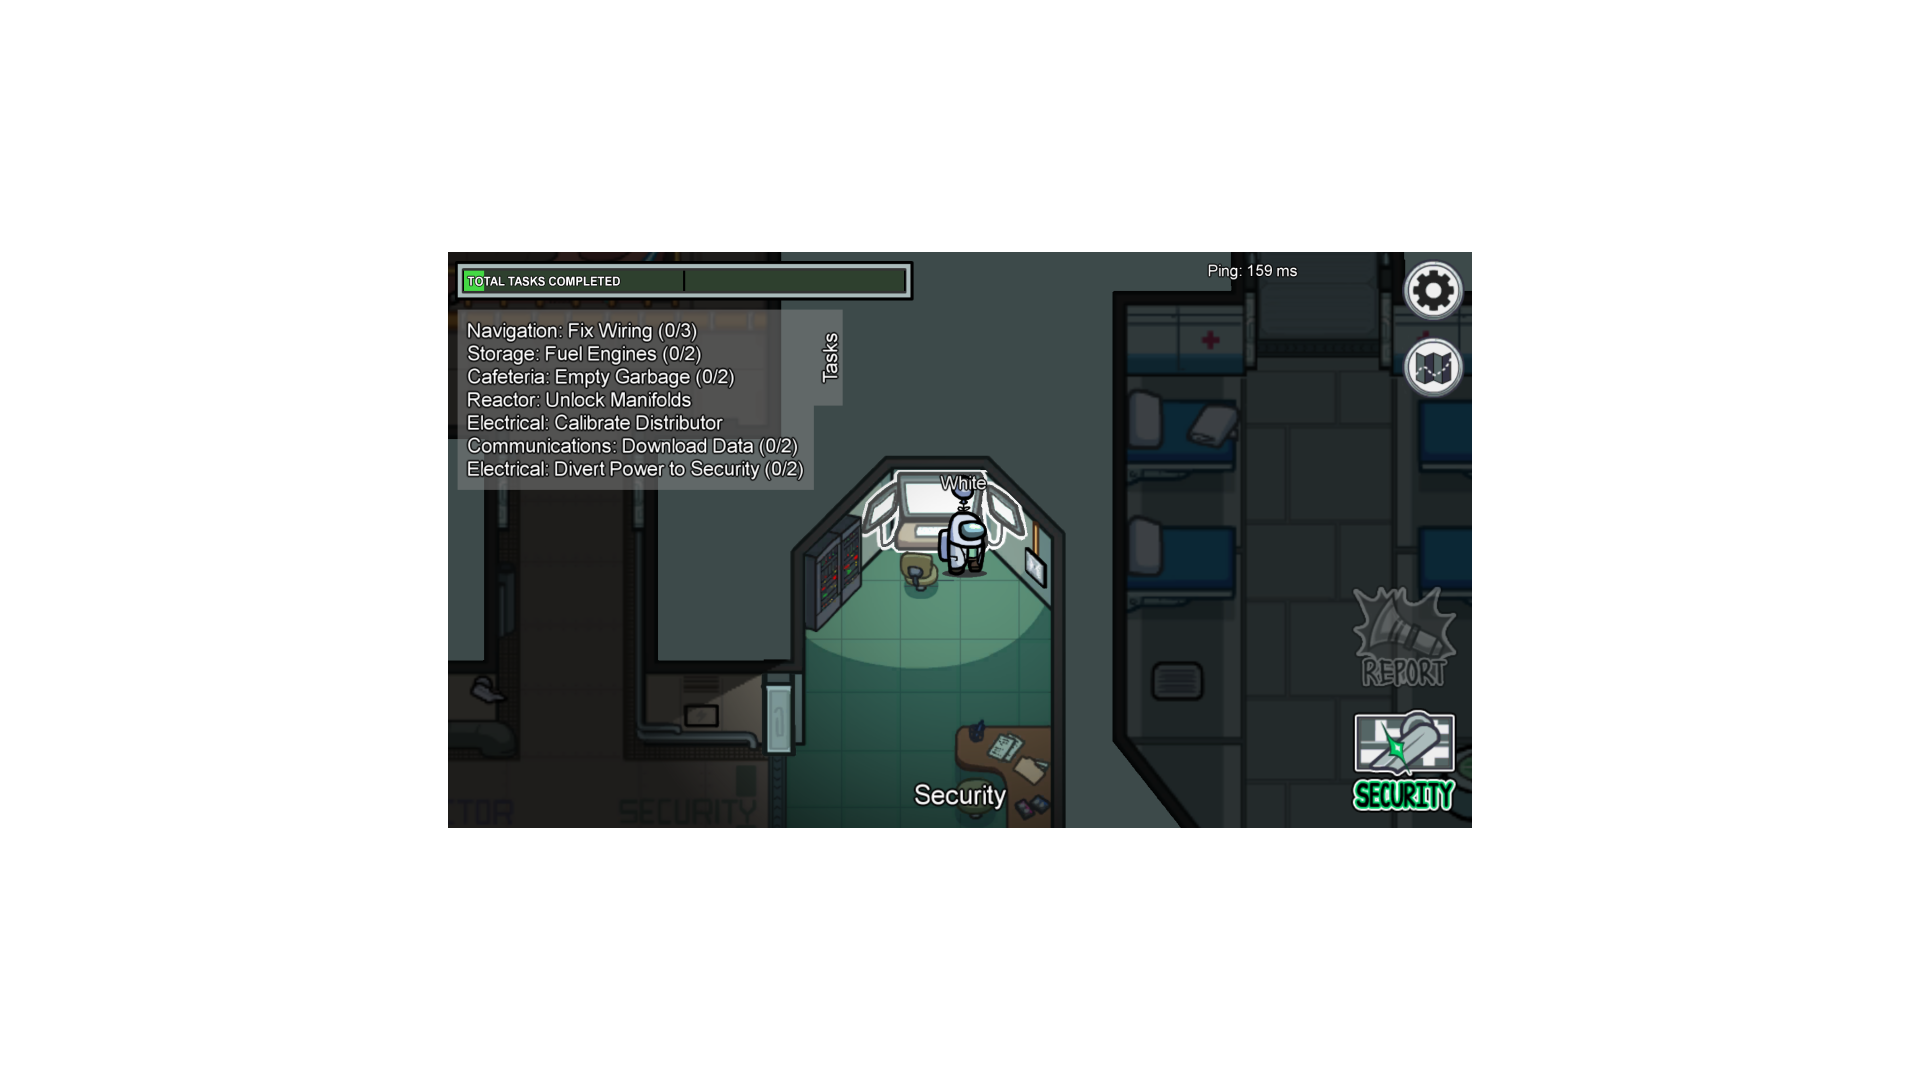 TOTAL TASKS COMPLETED
Ping: 159 ms
Navigation: Fix Wiring (0/3)
Storage: Fuel Engines (0/2)
Cafeteria: Empty Garbage (0/2)
Reactor: Unlock Manifolds
Electrical: Calibrate Distributor
Communications: Download Data (0/2)
Electrical: Divert Power to Security (0/2)
Tasks
White
REPORT
Security
SECURITY
CTOR
SECURITY